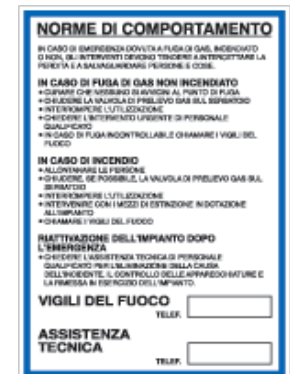 NORME DI COMPORTAMENTO
IN CASO DI EMERGENZA DOVUTA A FUGA DI GAS, INCENDIATO
O NON, GLI INTERVENTI DEVONO TENDERE A INTERCETTARE LA
PERDITA E A SALVAGUARDARE PERSONE E COSE.
IN CASO DI FUGA DI GAS NON INCENDIATO
• CURARE CHE NESSUNO SI AVVICINI AL PUNTO DI FUGA
• CHIUDERE LA VALVOLA DI PRELIEVO GAS SUL SERBATOIO
• INTERROMPERE L'UTILIZZAZIONE
• CHIEDERE L'INTERVENTO URGENTE DI PERSONALE
QUALIFICATO
• IN CASO DI FUGA INCONTROLLABILE CHIAMARE I VIGILI DEL
FUOCO
IN CASO DI INCENDIO
• ALLONTANARE LE PERSONE
• CHIUDERE, SE POSSIBILE, LA VALVOLA DI PRELIEVO GAS SUL
SERBATOIO
• INTERROMPERE L'UTILIZZAZIONE
• INTERVENIRE CON I MEZZI DI ESTINZIONE IN DOTAZIONE
ALL'IMPIANTO
• CHIAMARE I VIGILI DEL FUOCO
RIATTIVAZIONE DELL'IMPIANTO DOPO
L'EMERGENZA
• CHIEDERE L'ASSISTENZA TECNICA DI PERSONALE
QUALIFICATO PER L'ELIMINAZIONE DELLA CAUSA
DELL'INCIDENTE, IL CONTROLLO DELLE APPARECCHIATURE E
LA RIMESSA IN ESERCIZIO DELL'IMPIANTO.
VIGILI DEL FUOCO
TELEF.
ASSISTENZA
TECNICA
TELEF.